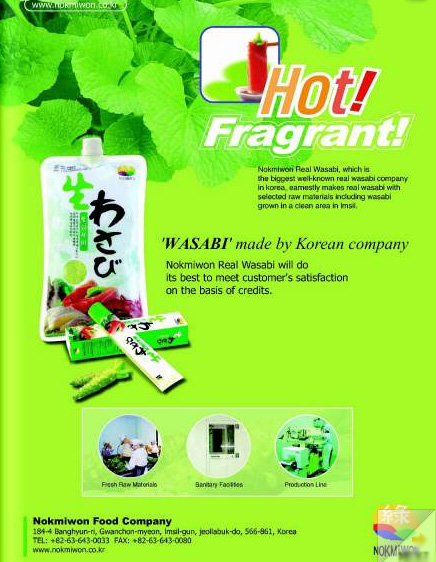 www.nokmiwon.co.kr
Hot!
Fragrant!
Nokmiwon Real Wasabi, which is
the biggest well-known real wasabi company
in korea, earnestly makes real wasabi with
selected raw materials including wasabi
grown in a clean area in Imsil.
生
わさび
'WASABI' made by Korean company
Nokmiwon Real Wasabi will do
its best to meet customer's satisfaction
on the basis of credits.
Fresh Raw Materials
Sanitary Facilities
Production Line
Nokmiwon Food Company
184-4 Banghyun-ri, Gwanchon-myeon, Imsil-gun, jeollabuk-do, 566-861, Korea
TEL: +82-63-643-0033 FAX: +82-63-643-0080
www.nokmiwon.co.kr
綠